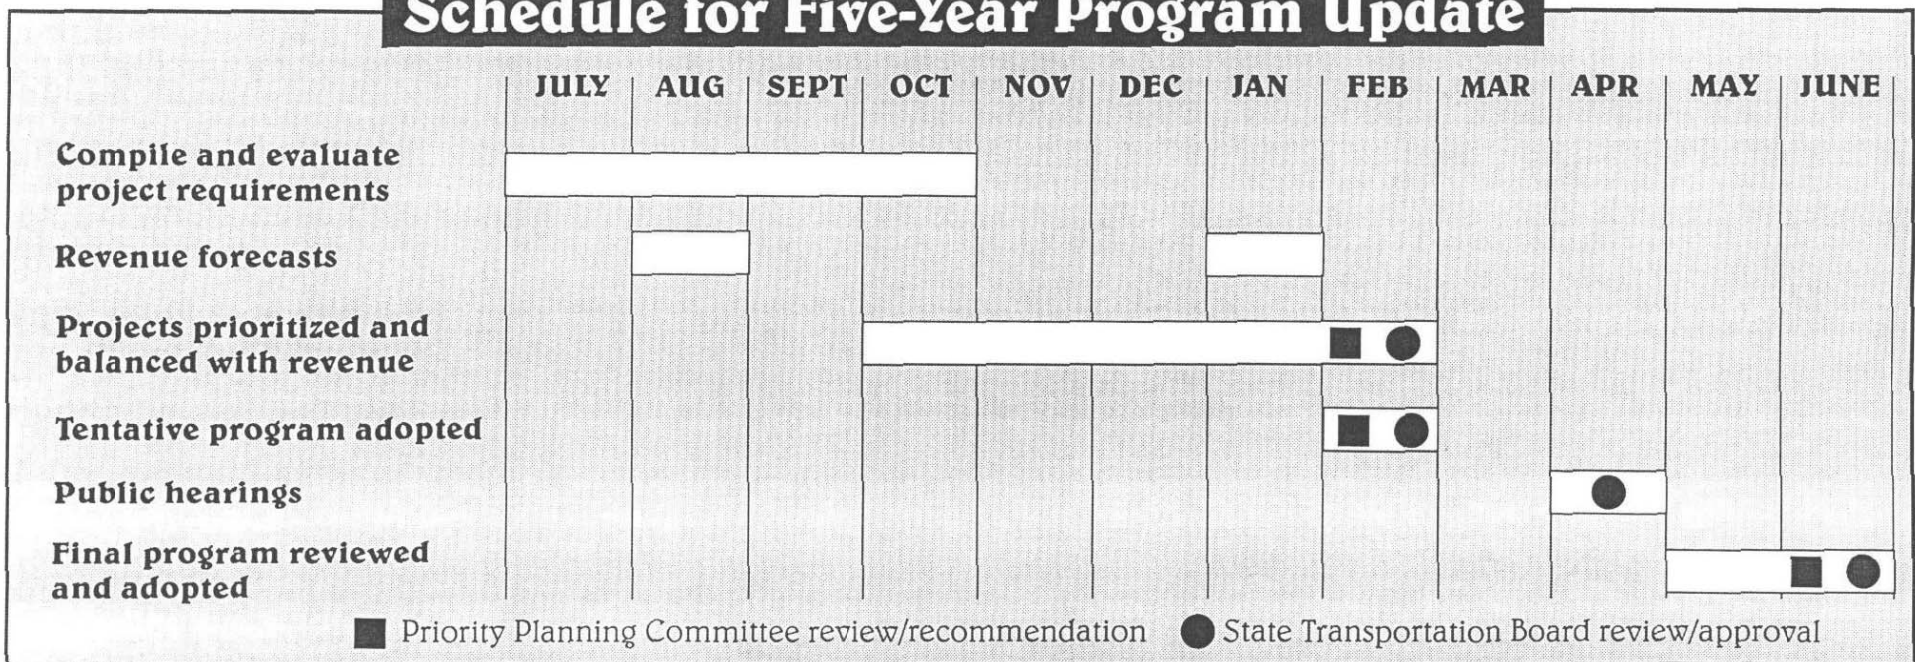 Schedule for Five-Year Program Update
JULY AUG SEPT OCT NOV DEC JAN FEB MAR APR MAY JUNE
Compile and evaluate
project requirements
Revenue forecasts
Projects prioritized and
balanced with revenue
Tentative program adopted
Public hearings
Final program reviewed
and adopted
Priority Planning Committee review/recommendation State Transportation Board review/approval